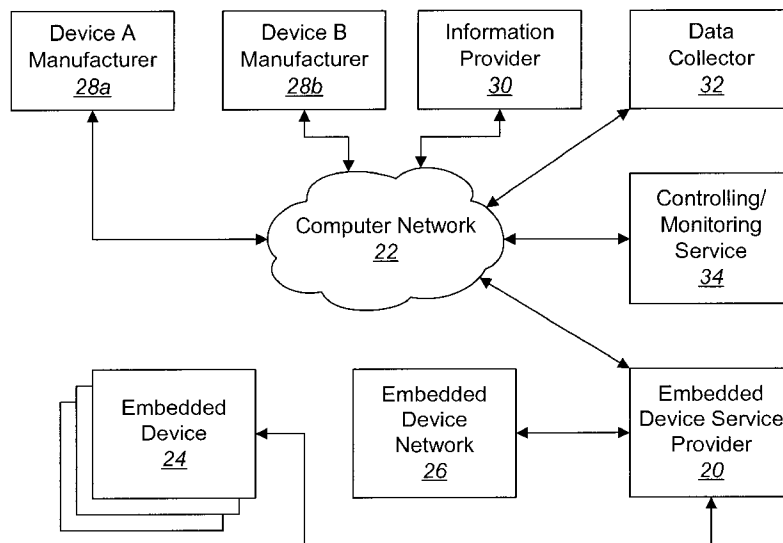 Device A
Manufacturer
28a
Device B
Manufacturer
28b
Information
Provider
30
Data
Collector
32
Computer Network
22
Controlling/
Monitoring
Service
34
Embedded
Device
24
Embedded
Device
Network
26
Embedded
Device Service
Provider
20